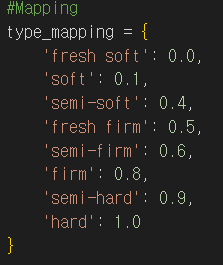 #Mapping
type_mapping = {
    'fresh soft': 0.0,
    'soft': 0.1,
    'semi-soft': 0.4,
    'fresh firm': 0.5,
    'semi-firm': 0.6,
    'firm': 0.8,
    'semi-hard': 0.9,
    'hard': 1.0
}